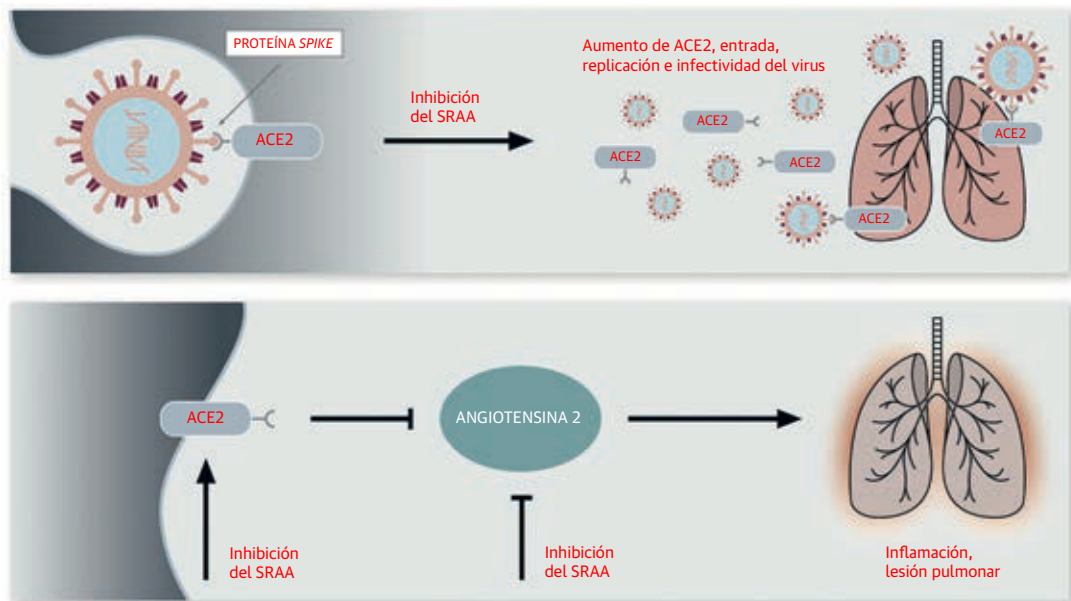 PROTEÍNA SPIKE
ACE2
Inhibición
del SRAA
Aumento de ACE2, entrada,
replicación e infectividad del virus
ACE2
ACE2
ACE2
ACE2
ACE2
ACE2
ANGIOTENSINA 2
Inhibición
del SRAA
Inhibición
del SRAA
Inflamación,
lesión pulmonar